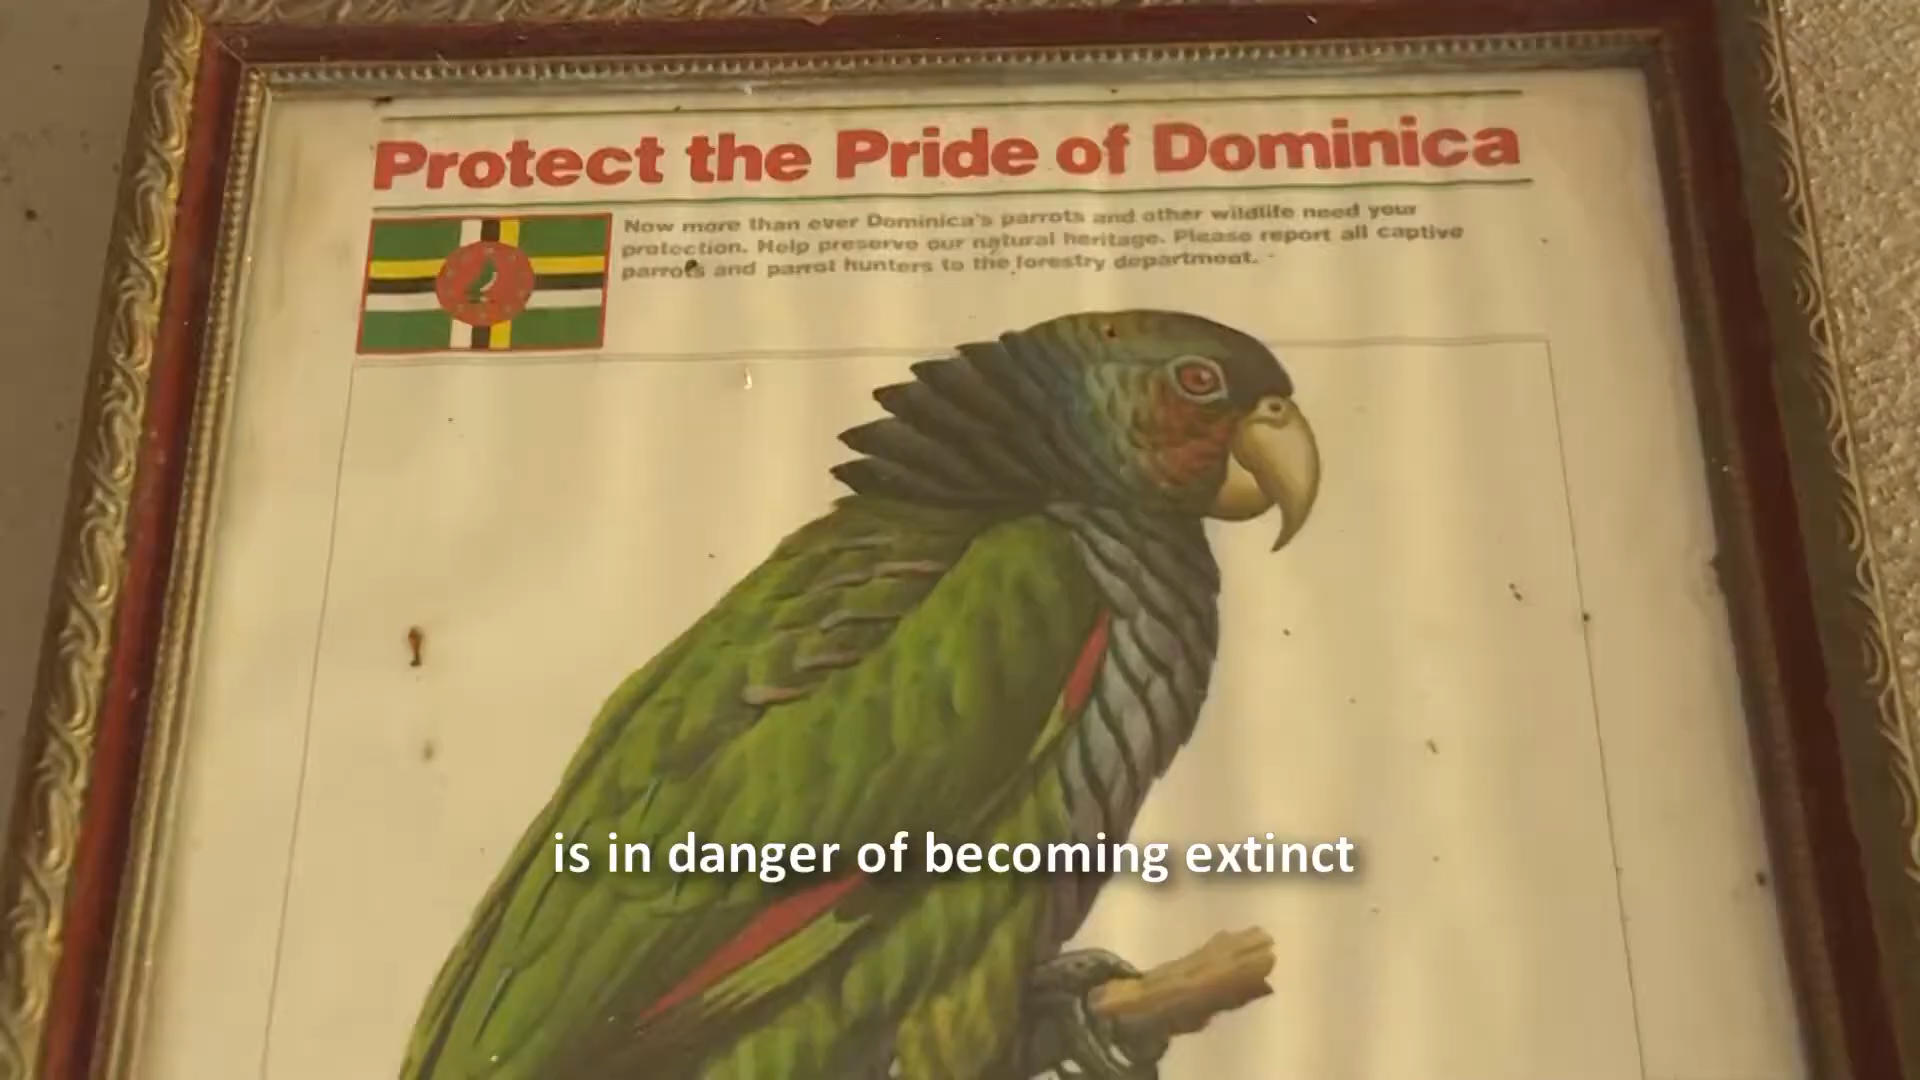 Protect the Pride of Dominica
Now more than ever Dominica's parrots and other wildlife need your
protection. Help preserve our natural heritage. Please report all captive
parrots and parrot hunters to the forestry department.
is in danger of becoming extinct